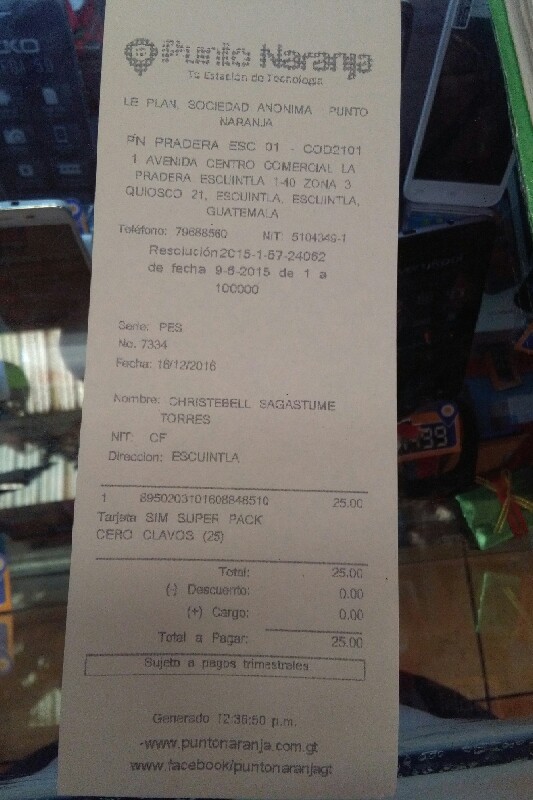 Punto Naranja
Tu Estación de Tecnología
LE PLAN, SOCIEDAD ANONIMA PUNTO
NARANJA
PN PRADERA ESC 01 - COD2101
1 AVENIDA CENTRO COMERCIAL LA
PRADERA ESCUINTLA 1-40 ZONA 3
QUIOSCO 21, ESCUINTLA, ESCUINTLA,
GUATEMALA
Teléfono: 79688560 NIT: 5104349-1
Resolución2015-1-57-24062
de fecha 9-6-2015 de 1 a
100000
Serie: PES
No. 7334
Fecha: 16/12/2016
Nombre: CHRISTEBELL SAGASTUME
TORRES
NIT: CF
Direccion: ESCUINTLA
1 8950203101608848510 25.00
Tarjeta SIM SUPER PACK
CERO CLAVOS (25)
Total: 25.00
(-) Descuento: 0.00
(+) Cargo: 0.00
Total a Pagar: 25.00
Sujeto a pagos trimestrales
Generado 12:36:50 p.m.
-www.puntonaranja.com.gt
www.facebook/puntonaranjagt